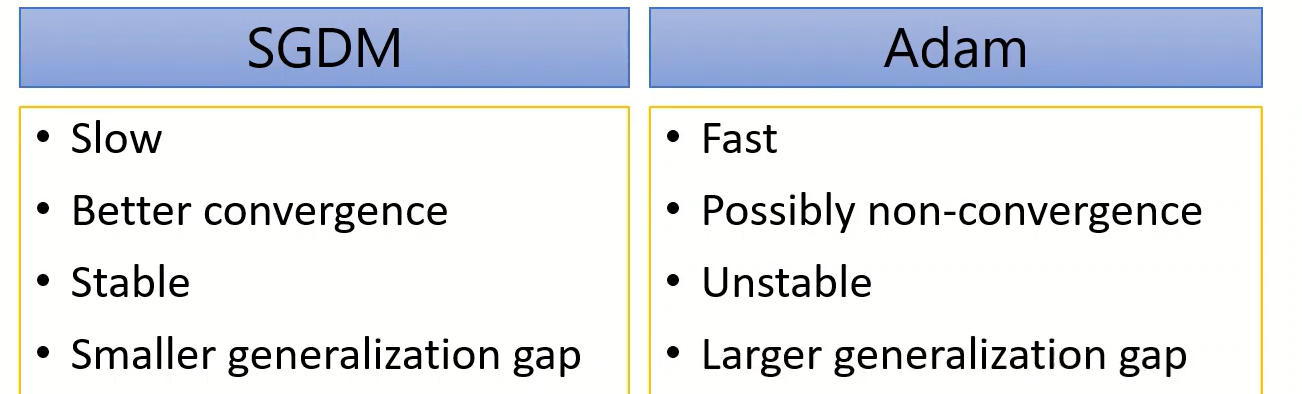 SGDM
• Slow
• Better convergence
• Stable
• Smaller generalization gap
Adam
• Fast
• Possibly non-convergence
• Unstable
• Larger generalization gap